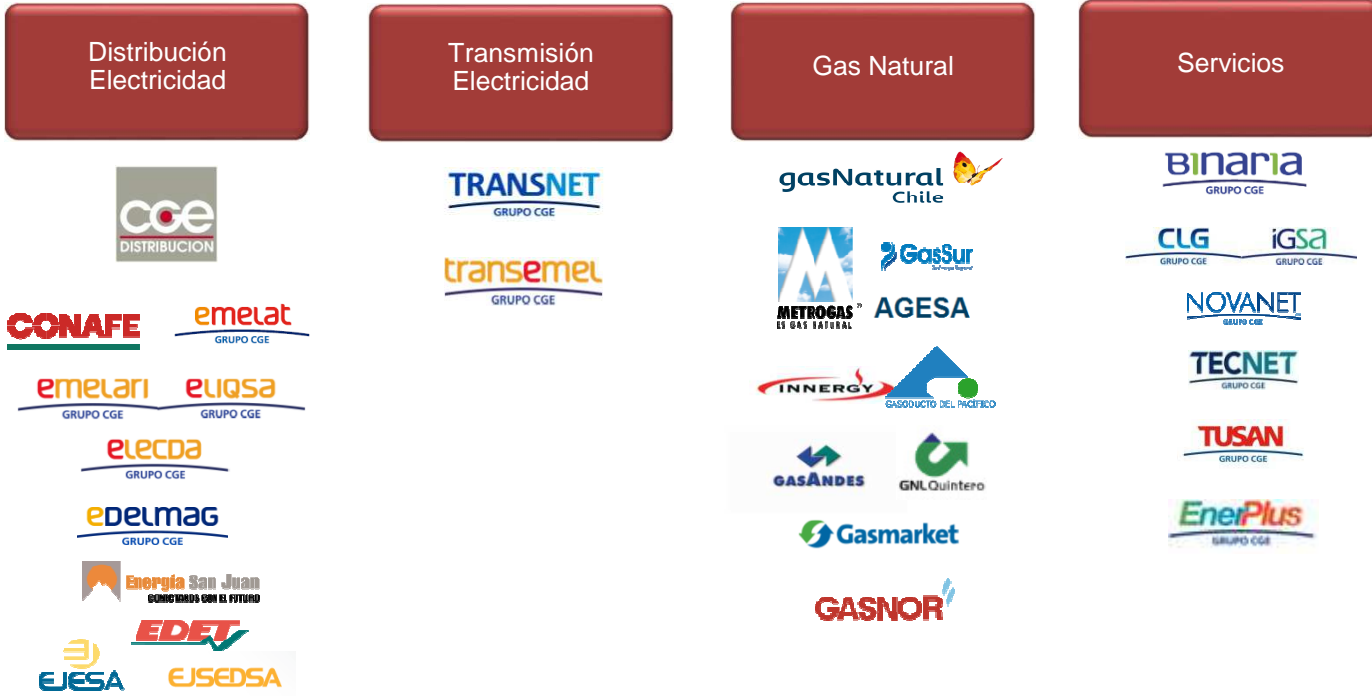 Distribución
Electricidad
cge
DISTRIBUCION
CONAFE
emelat
GRUPO CGE
emelari
GRUPO CGE
eliqsa
GRUPO CGE
elecda
GRUPO CGE
edelmag
GRUPO CGE
Energía San Juan
CONECTADOS CON EL FUTURO
EDET
EJESA
EJSEDSA
Transmisión
Electricidad
TRANSNET
GRUPO CGE
transemel
GRUPO CGE
Gas Natural
gasNatural
Chile
METROGAS
ES GAS NATURAL
GasSur
AGESA
INNERGY
GASODUCTO DEL PACÍFICO
GASANDES
GNL Quintero
Gasmarket
GASNOR
Servicios
Binaria
GRUPO CGE
CLG
GRUPO CGE
iGsa
GRUPO CGE
NOVANET
GRUPO CGE
TECNET
GRUPO CGE
TUSAN
GRUPO CGE
EnerPlus
GRUPO CGE